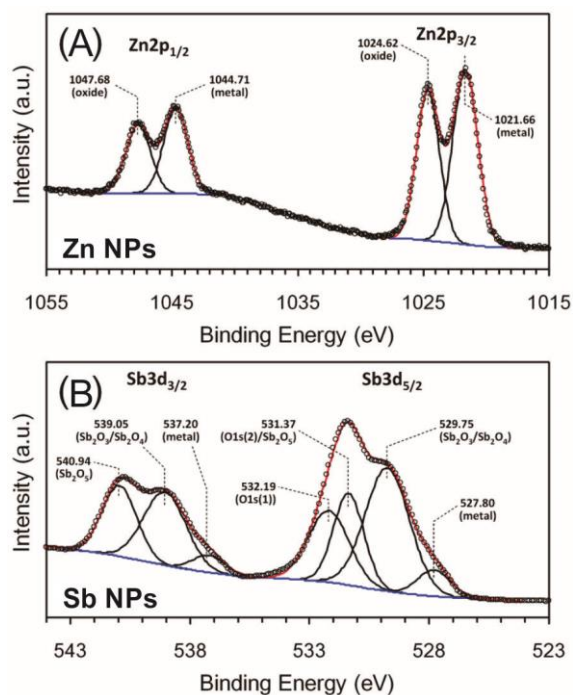 (A)
Zn2p1/2
Zn2p3/2
1047.68
(oxide)
1044.71
(metal)
1024.62
(oxide)
1021.66
(metal)
Intensity (a.u.)
Zn NPs
1055
1045
1035
1025
1015
Binding Energy (eV)
(B)
Sb3d3/2
Sb3d5/2
539.05
(Sb2O3/Sb2O4)
537.20
(metal)
540.94
(Sb2O5)
531.37
(O1s(2)/Sb2O5)
532.19
(O1s(1))
529.75
(Sb2O3/Sb2O4)
527.80
(metal)
Intensity (a.u.)
Sb NPs
543
538
533
528
523
Binding Energy (eV)